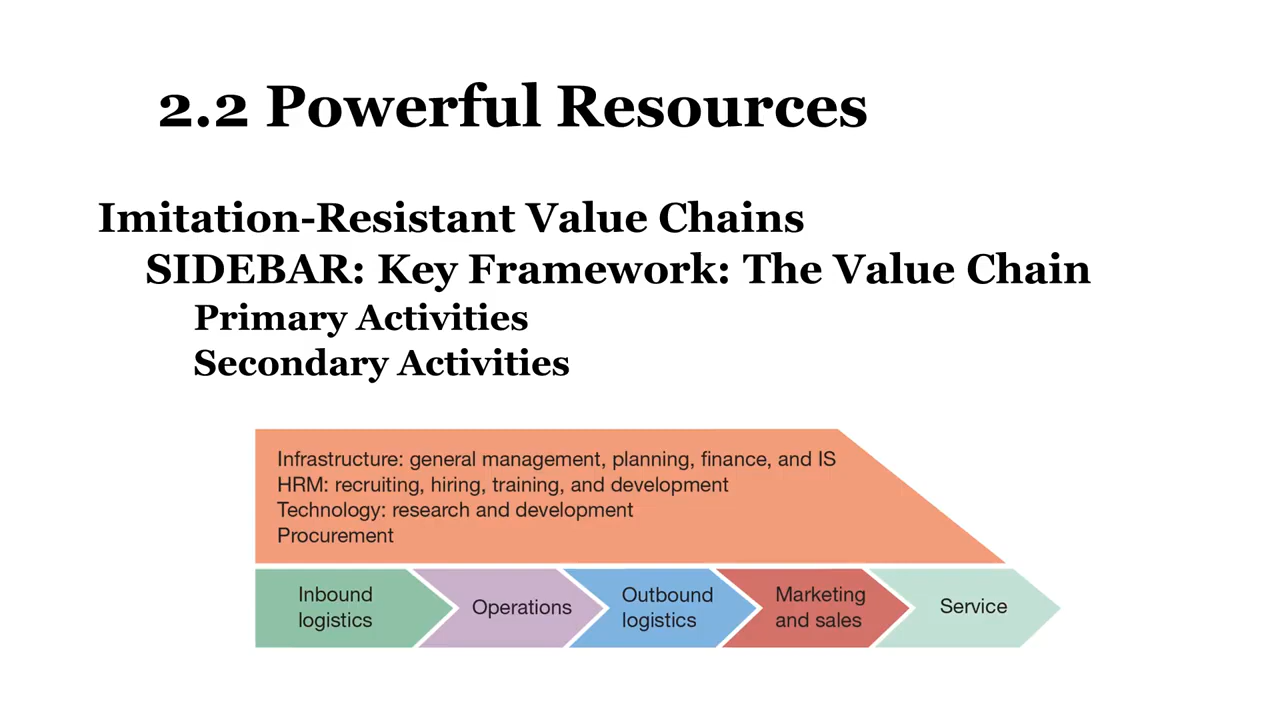 2.2 Powerful Resources
Imitation-Resistant Value Chains
SIDEBAR: Key Framework: The Value Chain
Primary Activities
Secondary Activities
Infrastructure: general management, planning, finance, and IS
HRM: recruiting, hiring, training, and development
Technology: research and development
Procurement
Inbound
logistics
Operations
Outbound
logistics
Marketing
and sales
Service